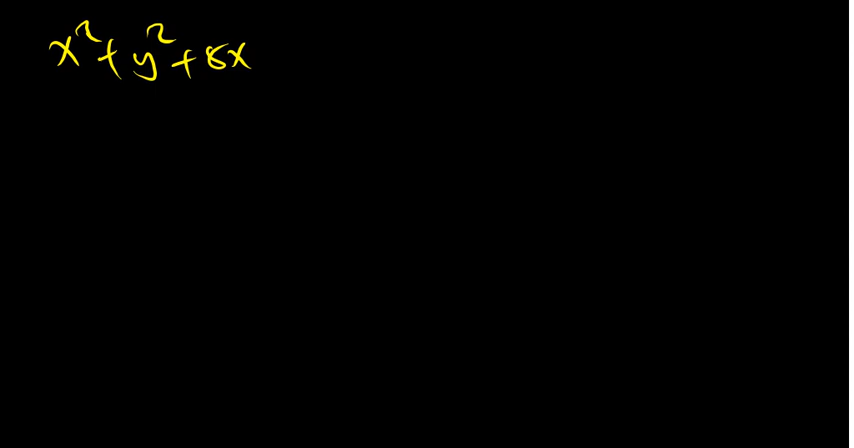 x² + y² + 8x